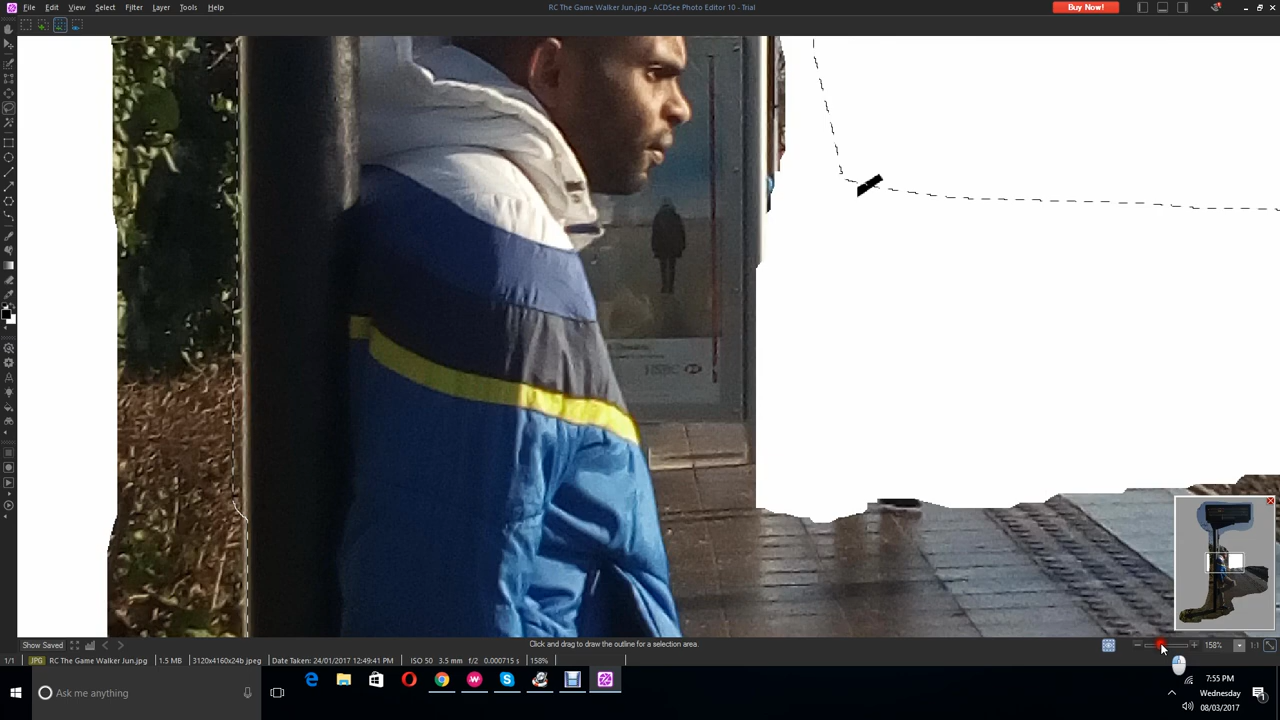 File Edit View Select Filter Layer Tools Help
RC The Game Walker Jun.jpg - ACDSee Photo Editor 10 - Trial
Buy Now!
HSBC
Show Saved
Click and drag to draw the outline for a selection area.
158%
1:1
1/1 JPG RC The Game Walker Jun.jpg 1.5 MB 3120x4160x24b jpeg Date Taken: 24/01/2017 12:49:41 PM ISO 50 3.5 mm f/2 0.000715 s 158%
Ask me anything
7:55 PM
Wednesday
08/03/2017